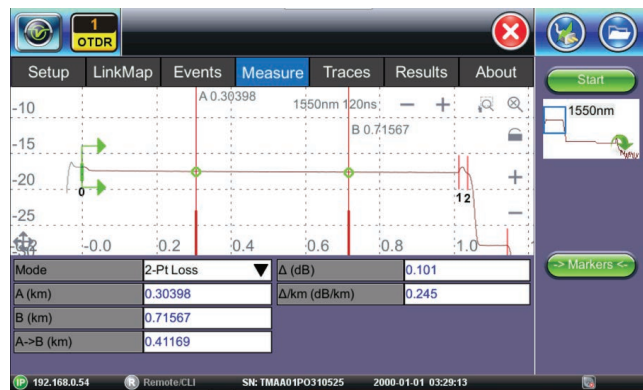 1
OTDR
Setup LinkMap Events Measure Traces Results About
Start
A 0.30398 1550nm 120ns
B 0.71567
1550nm
-10
-15
-20
-25
0
1 2
-0.0 0.2 0.4 0.6 0.8 1.0
Mode 2-Pt Loss Δ (dB) 0.101
A (km) 0.30398 Δ/km (dB/km) 0.245
B (km) 0.71567
A->B (km) 0.41169
-> Markers <-
IP 192.168.0.54 R Remote/CLI SN: TMAA01PO310525 2000-01-01 03:29:13